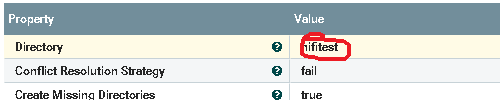 Property Value
Directory nifitest
Conflict Resolution Strategy fail
Create Missing Directories true